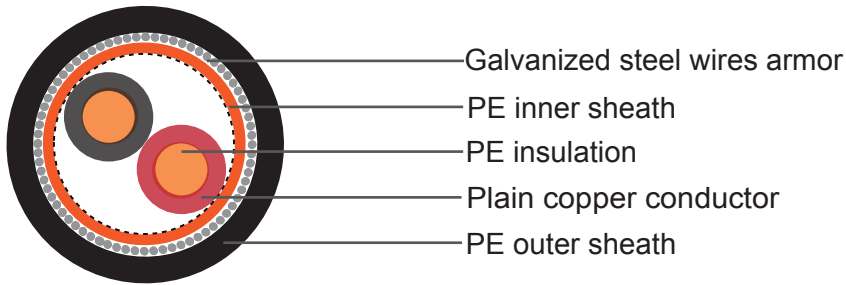 Galvanized steel wires armor
PE inner sheath
PE insulation
Plain copper conductor
PE outer sheath